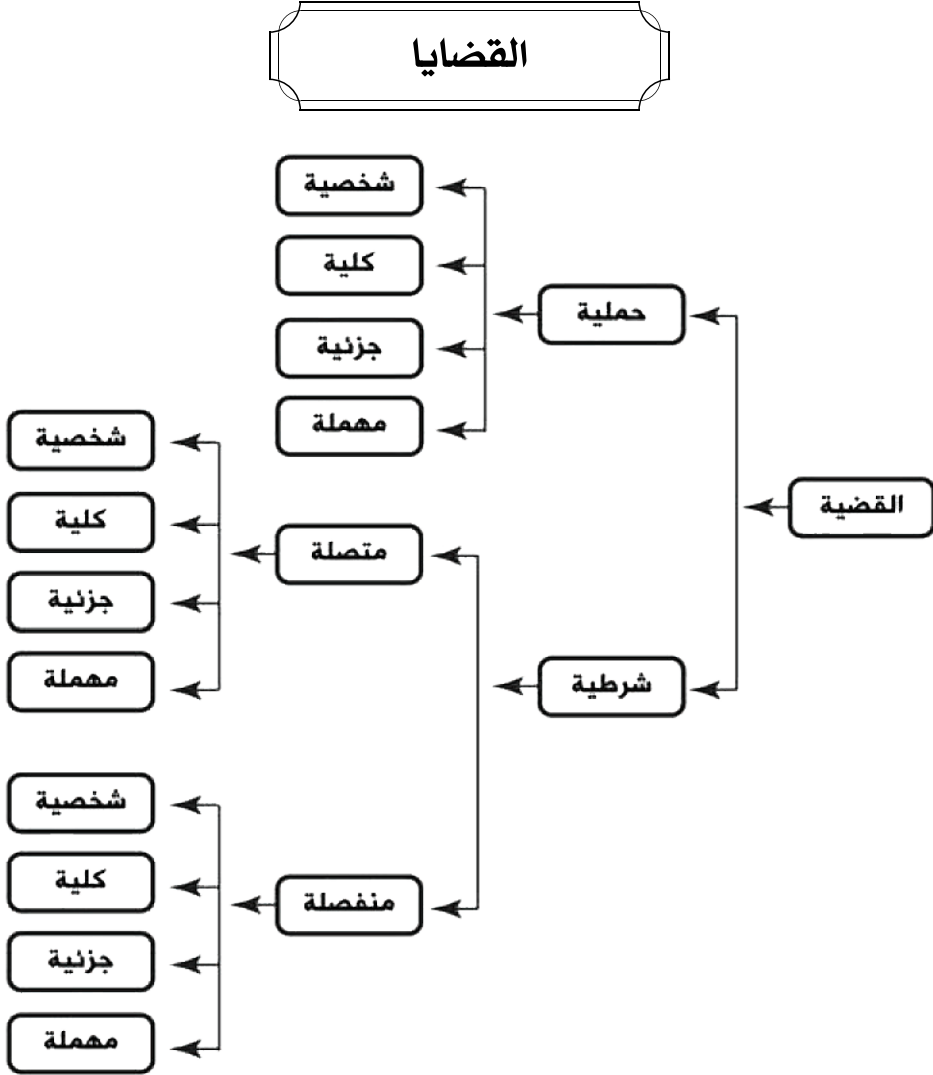 القضايا
القضية
حملية
شخصية
كلية
جزئية
مهملة
شرطية
متصلة
شخصية
كلية
جزئية
مهملة
منفصلة
شخصية
كلية
جزئية
مهملة